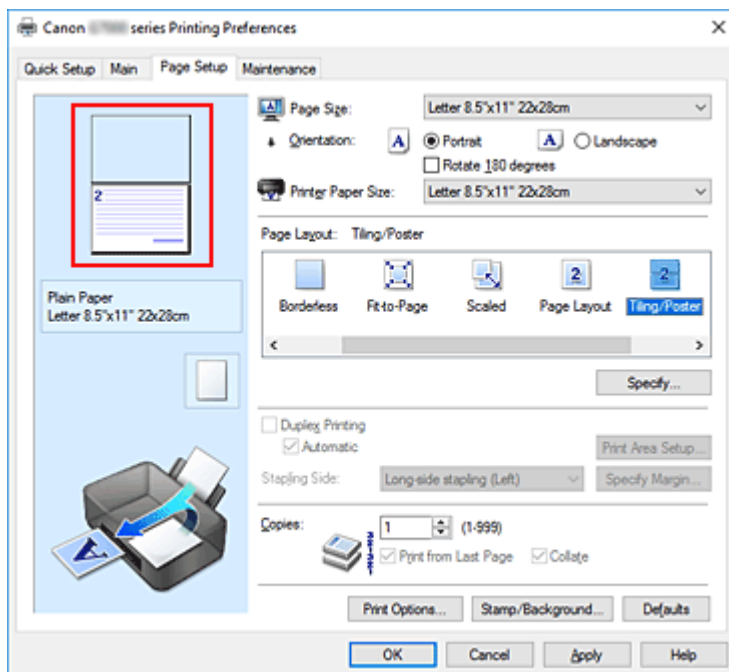 Canon series Printing Preferences
Quick Setup Main Page Setup Maintenance
2
Plain Paper
Letter 8.5"x11" 22x28cm
Page Size: Letter 8.5"x11" 22x28cm
Orientation: A Portrait A Landscape
Rotate 180 degrees
Printer Paper Size: Letter 8.5"x11" 22x28cm
Page Layout: Tiling/Poster
2 2
Borderless Fit-to-Page Scaled Page Layout Tiling/Poster
Specify...
Duplex Printing
Automatic Print Area Setup...
Stapling Side: Long-side stapling (Left) Specify Margin...
Copies: 1 (1-999)
Print from Last Page Collate
A
Print Options... Stamp/Background... Defaults
OK Cancel Apply Help